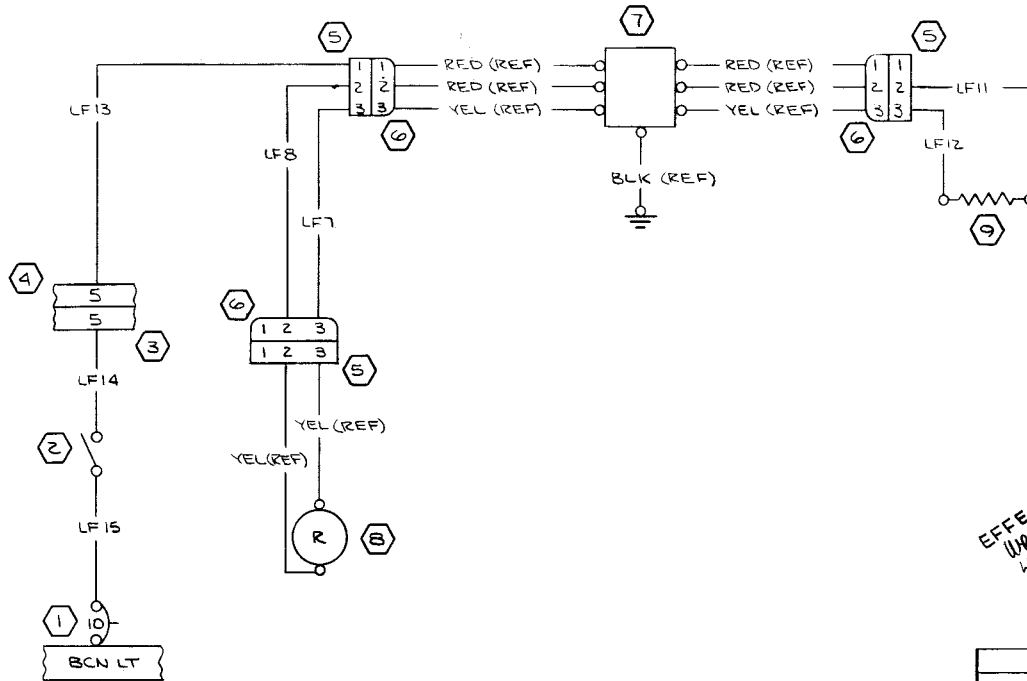 7
5
5
1 1
RED (REF)
RED (REF)
1 1
2 2
RED (REF)
RED (REF)
2 2
LF11
3 3
YEL (REF)
YEL (REF)
3 3
LF13
6
6
LF8
LF12
BLK (REF)
9
LF7
4
5
5
3
6
1 2 3
1 2 3
5
LF14
2
YEL (REF)
YEL (REF)
LF15
R
8
1
10
BCN LT